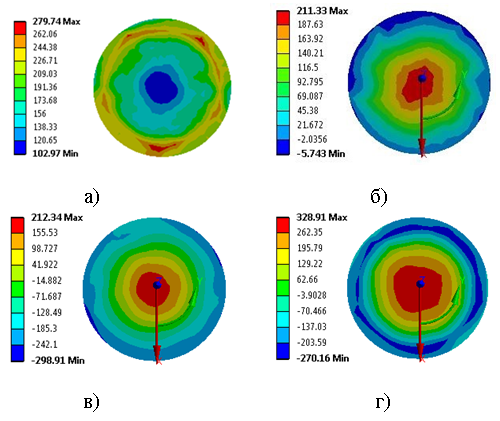 279.74 Max
262.06
244.38
226.71
209.03
191.36
173.68
156
138.33
120.65
102.97 Min
а)
211.33 Max
187.63
163.92
140.21
116.5
92.795
69.087
45.38
21.672
-2.0356
-5.743 Min
б)
212.34 Max
155.53
98.727
41.922
-14.882
-71.687
-128.49
-185.3
-242.1
-298.91 Min
в)
328.91 Max
262.35
195.79
129.22
62.66
-3.9028
-70.466
-137.03
-203.59
-270.16 Min
г)